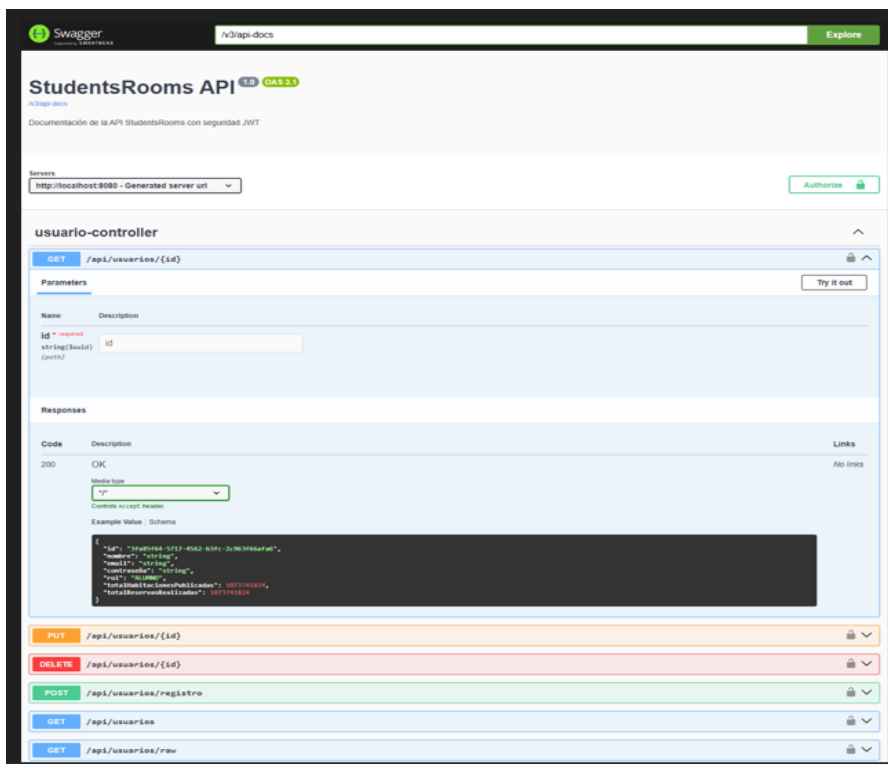 Swagger
Supported by SMARTBEAR
/v3/api-docs
Explore
StudentsRooms API 1.0 OAS 3.1
/v3/api-docs
Documentación de la API StudentsRooms con seguridad JWT
Servers
http://localhost:8080 - Generated server url
Authorize
usuario-controller
GET /api/usuarios/{id}
Parameters
Try it out
Name Description
id * required
string($uuid)
(path)
id
Responses
Code Description Links
200 OK No links
Media type
*/*
Controls Accept header.
Example Value | Schema
{
"id": "3fa85f64-5717-4562-b3fc-2c963f66afa6",
"nombre": "string",
"email": "string",
"contraseña": "string",
"rol": "ALUMNO",
"totalHabitacionesPublicadas": 1073741824,
"totalReservasRealizadas": 1073741824
}
PUT /api/usuarios/{id}
DELETE /api/usuarios/{id}
POST /api/usuarios/registro
GET /api/usuarios
GET /api/usuarios/raw